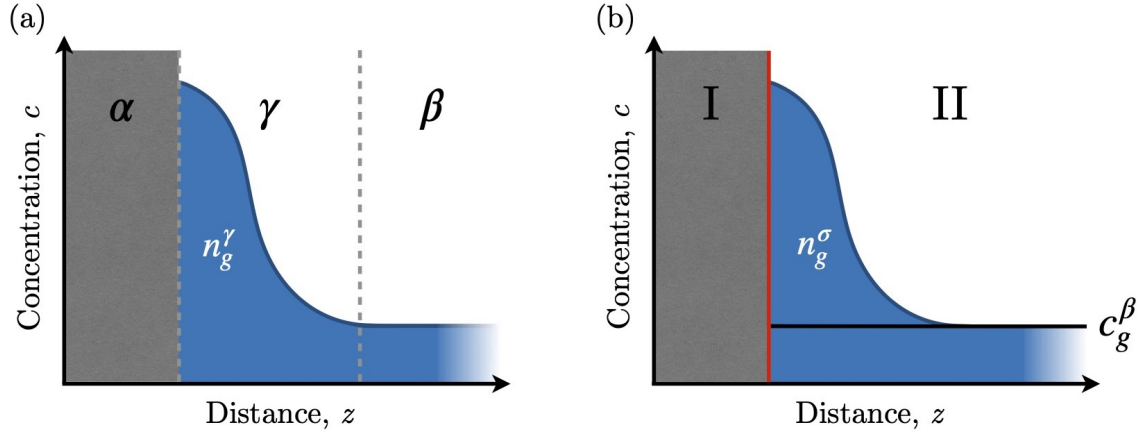 (a)
Concentration, c
α
γ
β
n_g^γ
Distance, z
(b)
Concentration, c
I
II
n_g^σ
c_g^β
Distance, z